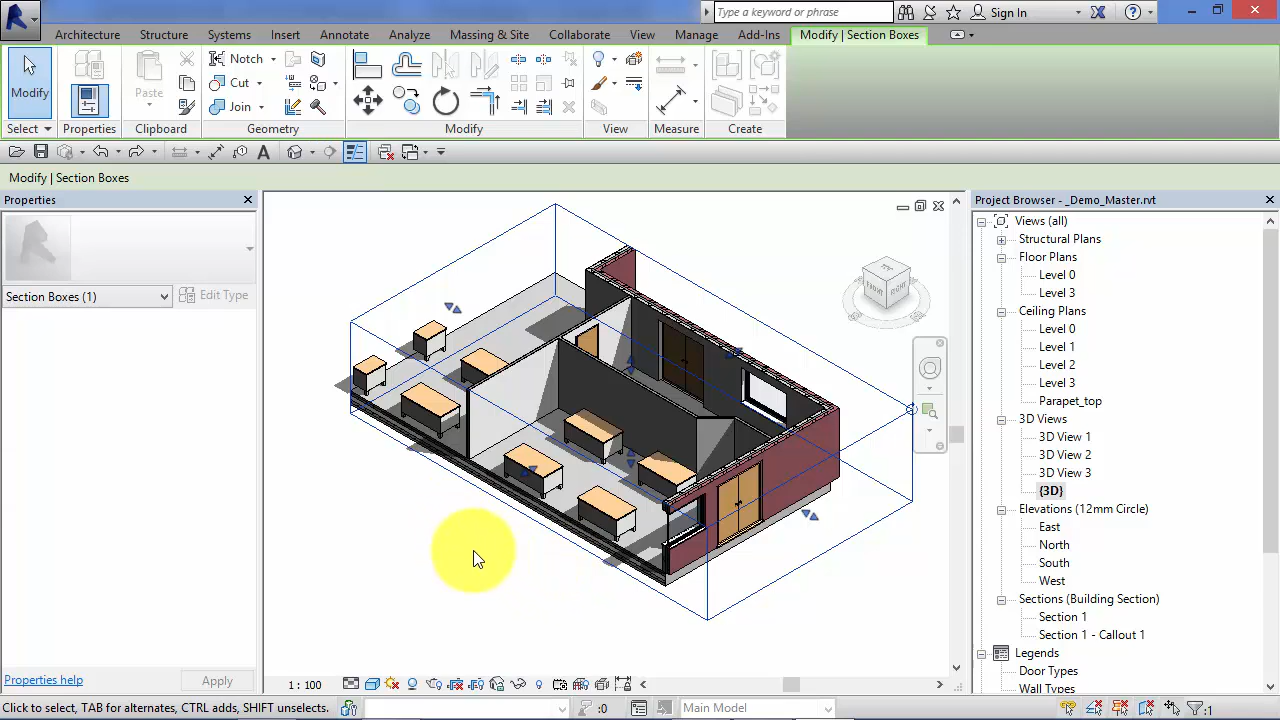 Type a keyword or phrase
Sign In
Architecture Structure Systems Insert Annotate Analyze Massing & Site Collaborate View Manage Add-Ins Modify | Section Boxes
Modify
Paste
Notch
Cut
Join
Select Properties Clipboard Geometry Modify View Measure Create
Modify | Section Boxes
Properties
Section Boxes (1)
Edit Type
Properties help
Apply
1 : 100
Project Browser - _Demo_Master.rvt
Views (all)
Structural Plans
Floor Plans
Level 0
Level 3
Ceiling Plans
Level 0
Level 1
Level 2
Level 3
Parapet_top
3D Views
3D View 1
3D View 2
3D View 3
{3D}
Elevations (12mm Circle)
East
North
South
West
Sections (Building Section)
Section 1
Section 1 - Callout 1
Legends
Door Types
Wall Types
Click to select, TAB for alternates, CTRL adds, SHIFT unselects.
:0
Main Model
:1